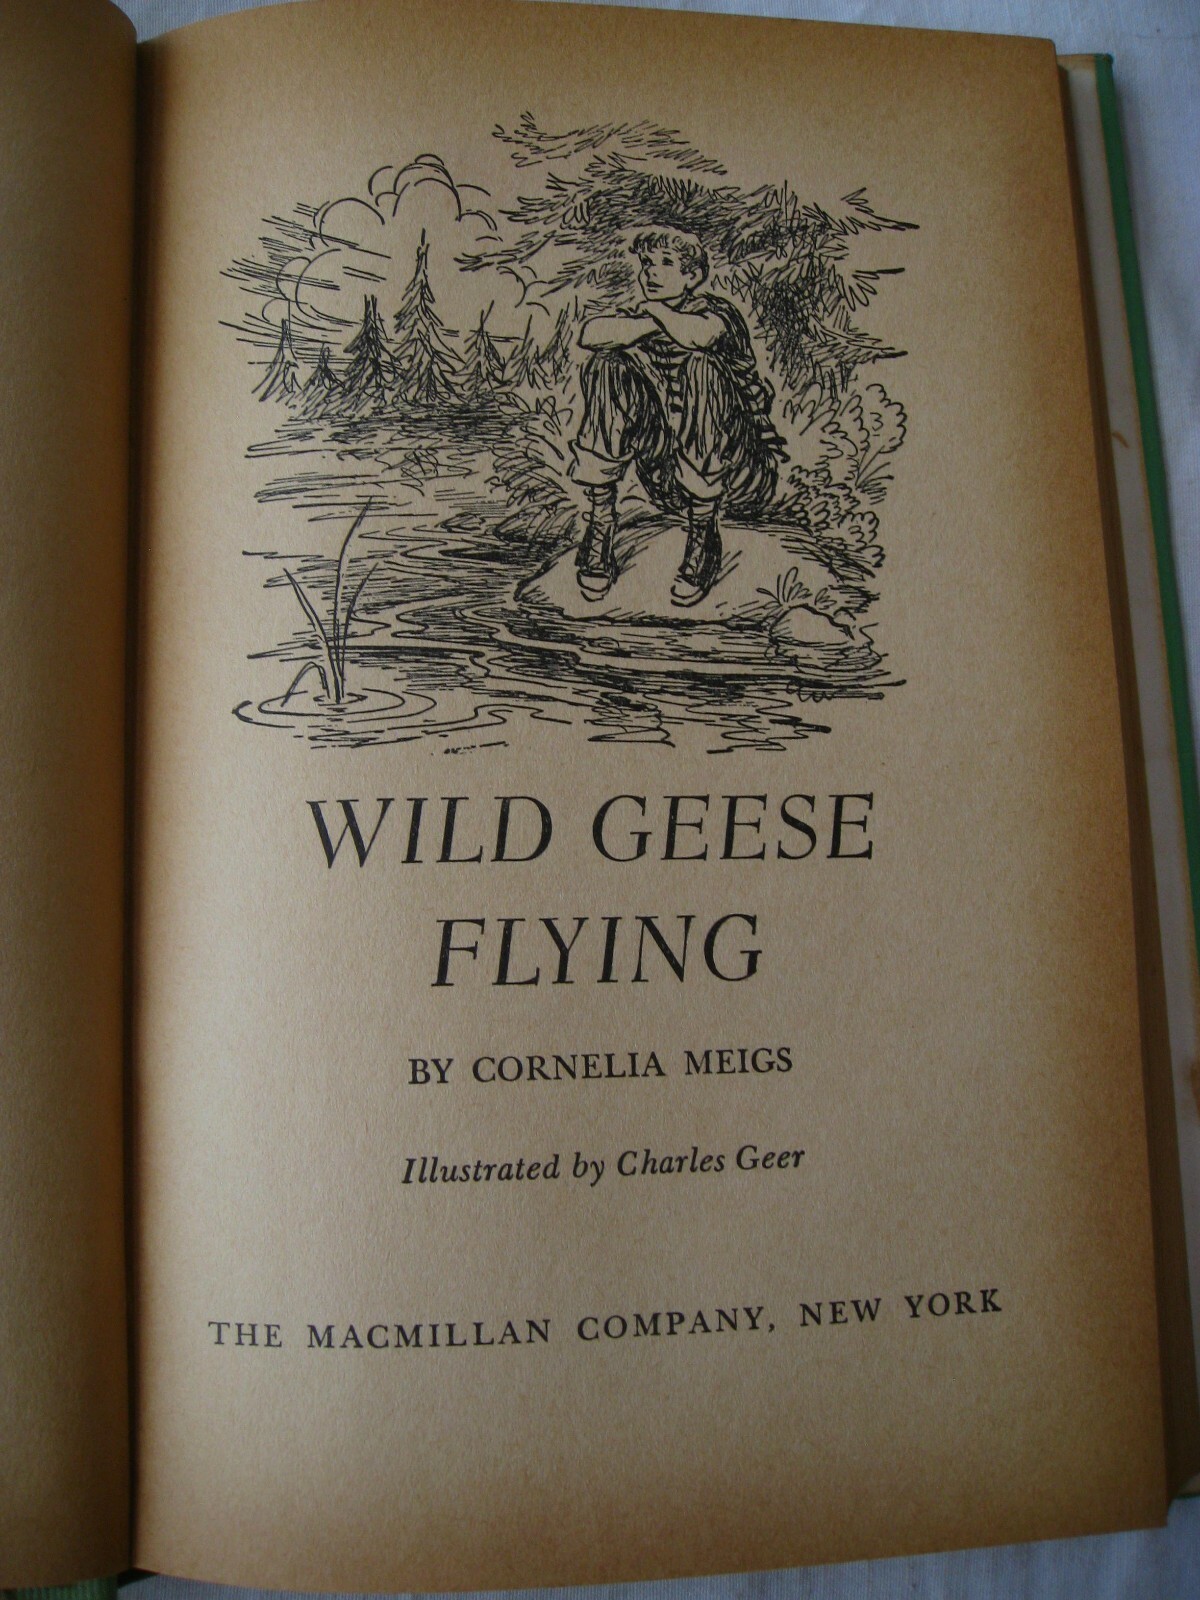 WILD GEESE
FLYING
BY CORNELIA MEIGS
Illustrated by Charles Geer
THE MACMILLAN COMPANY, NEW YORK